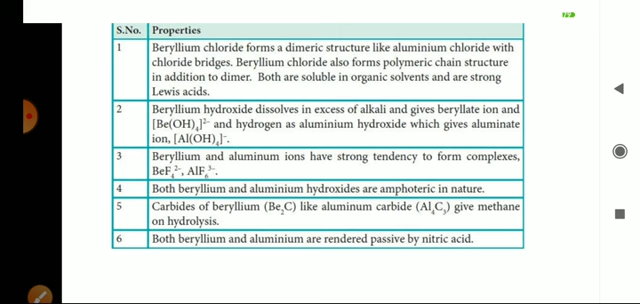 S.No. Properties
1 Beryllium chloride forms a dimeric structure like aluminium chloride with
chloride bridges. Beryllium chloride also forms polymeric chain structure
in addition to dimer. Both are soluble in organic solvents and are strong
Lewis acids.
2 Beryllium hydroxide dissolves in excess of alkali and gives beryllate ion and
[Be(OH)₄]²⁻ and hydrogen as aluminium hydroxide which gives aluminate
ion, [Al(OH)₄]⁻.
3 Beryllium and aluminum ions have strong tendency to form complexes,
BeF₄²⁻, AlF₆³⁻.
4 Both beryllium and aluminium hydroxides are amphoteric in nature.
5 Carbides of beryllium (Be₂C) like aluminum carbide (Al₄C₃) give methane
on hydrolysis.
6 Both beryllium and aluminium are rendered passive by nitric acid.